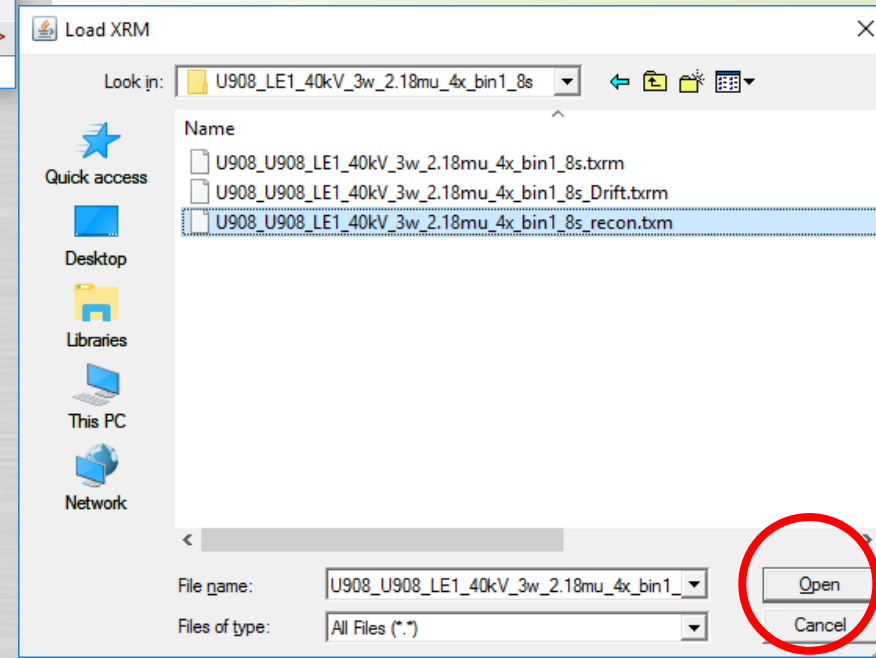 Load XRM
Look in: U908_LE1_40kV_3w_2.18mu_4x_bin1_8s
Name
U908_U908_LE1_40kV_3w_2.18mu_4x_bin1_8s.txrm
U908_U908_LE1_40kV_3w_2.18mu_4x_bin1_8s_Drift.txrm
U908_U908_LE1_40kV_3w_2.18mu_4x_bin1_8s_recon.txm
Quick access
Desktop
Libraries
This PC
Network
File name: U908_U908_LE1_40kV_3w_2.18mu_4x_bin1_
Open
Files of type: All Files (*.*)
Cancel